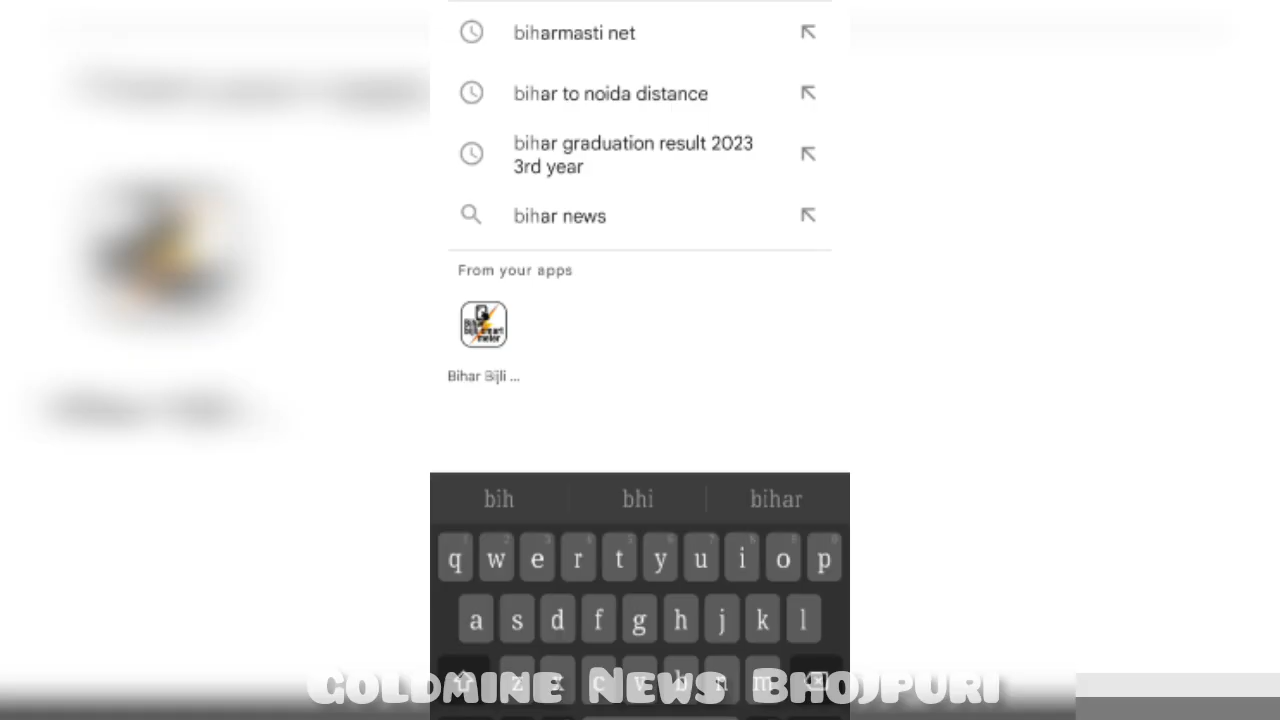 biharmasti net
bihar to noida distance
bihar graduation result 2023
3rd year
bihar news
From your apps
Bihar Bijli ...
bih bhi bihar
q w e r t y u i o p
a s d f g h j k l
z x c v b n m
GOLDMINE NEWS BHOJPURI